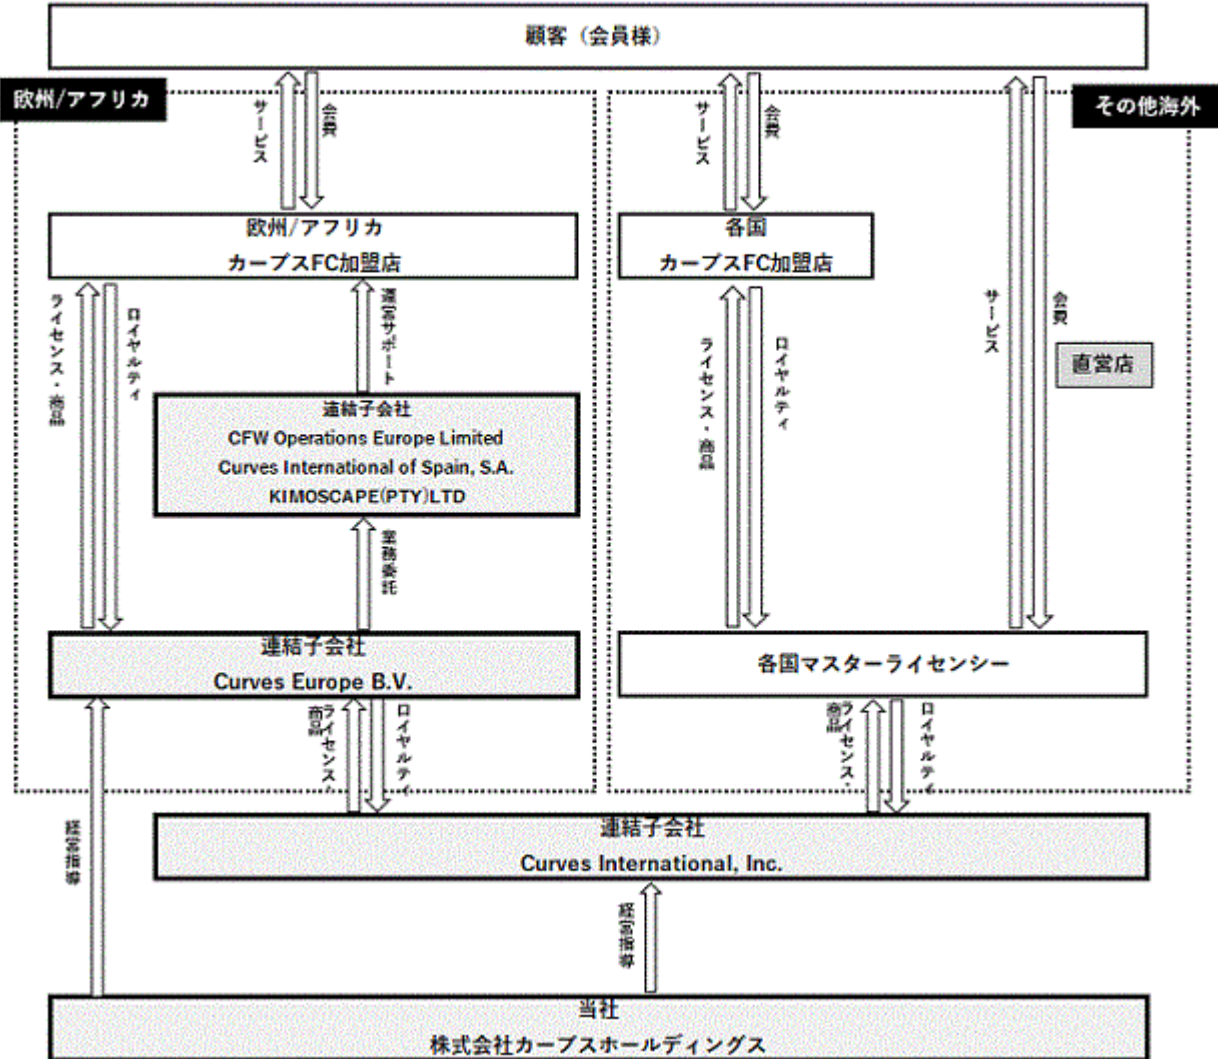 顧客（会員様）
欧州/アフリカ
その他海外
サービス
会費
サービス
会費
欧州/アフリカ
カーブスFC加盟店
各国
カーブスFC加盟店
ライセンス・商品
ロイヤルティ
運営サポート
ライセンス・商品
ロイヤルティ
サービス
会費
直営店
連結子会社
CFW Operations Europe Limited
Curves International of Spain, S.A.
KIMOSCAPE(PTY)LTD
業務委託
連結子会社
Curves Europe B.V.
各国マスターライセンシー
ライセンス・
商品
ロイヤルティ
ライセンス・
商品
ロイヤルティ
経営指導
連結子会社
Curves International, Inc.
経営指導
当社
株式会社カーブスホールディングス